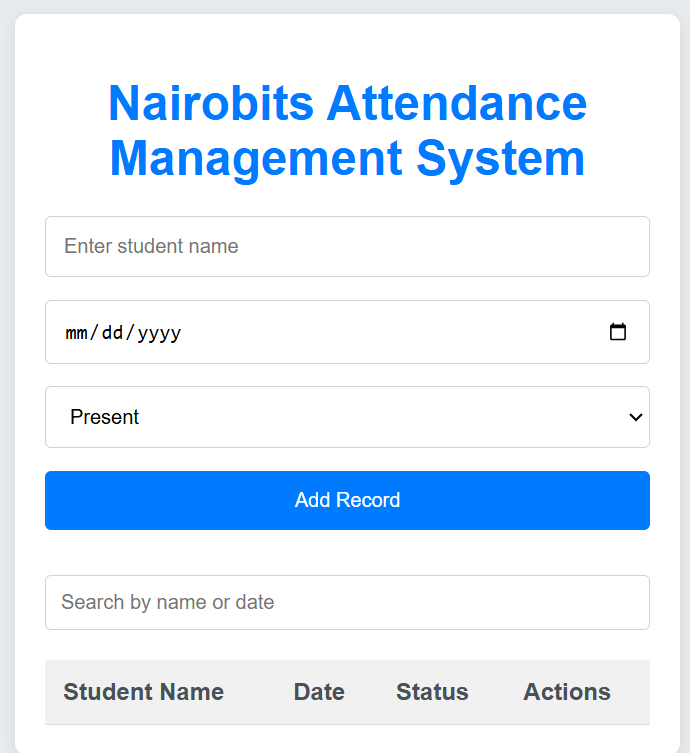 Nairobits Attendance
Management System
Enter student name
mm/dd/yyyy
Present
Add Record
Search by name or date
Student Name Date Status Actions